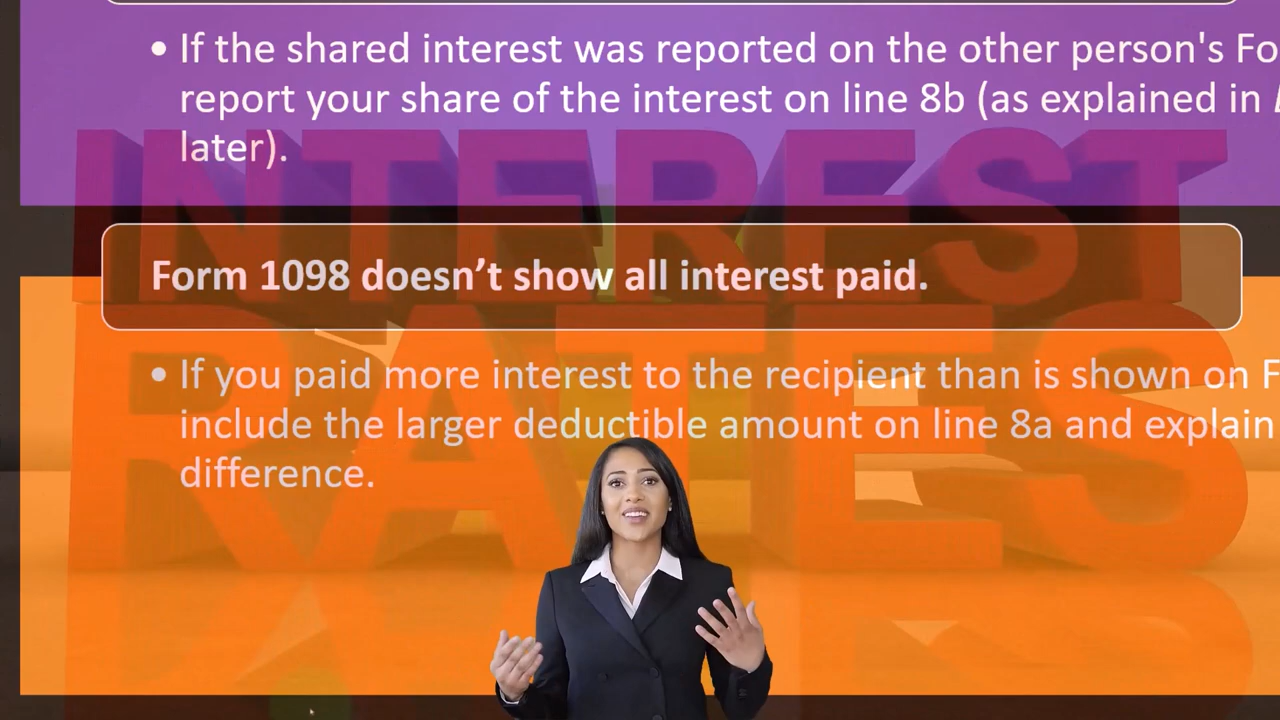 • If the shared interest was reported on the other person's Fo
report your share of the interest on line 8b (as explained in
later).
INTEREST
Form 1098 doesn't show all interest paid.
RATES
• If you paid more interest to the recipient than is shown on F
include the larger deductible amount on line 8a and explain
difference.